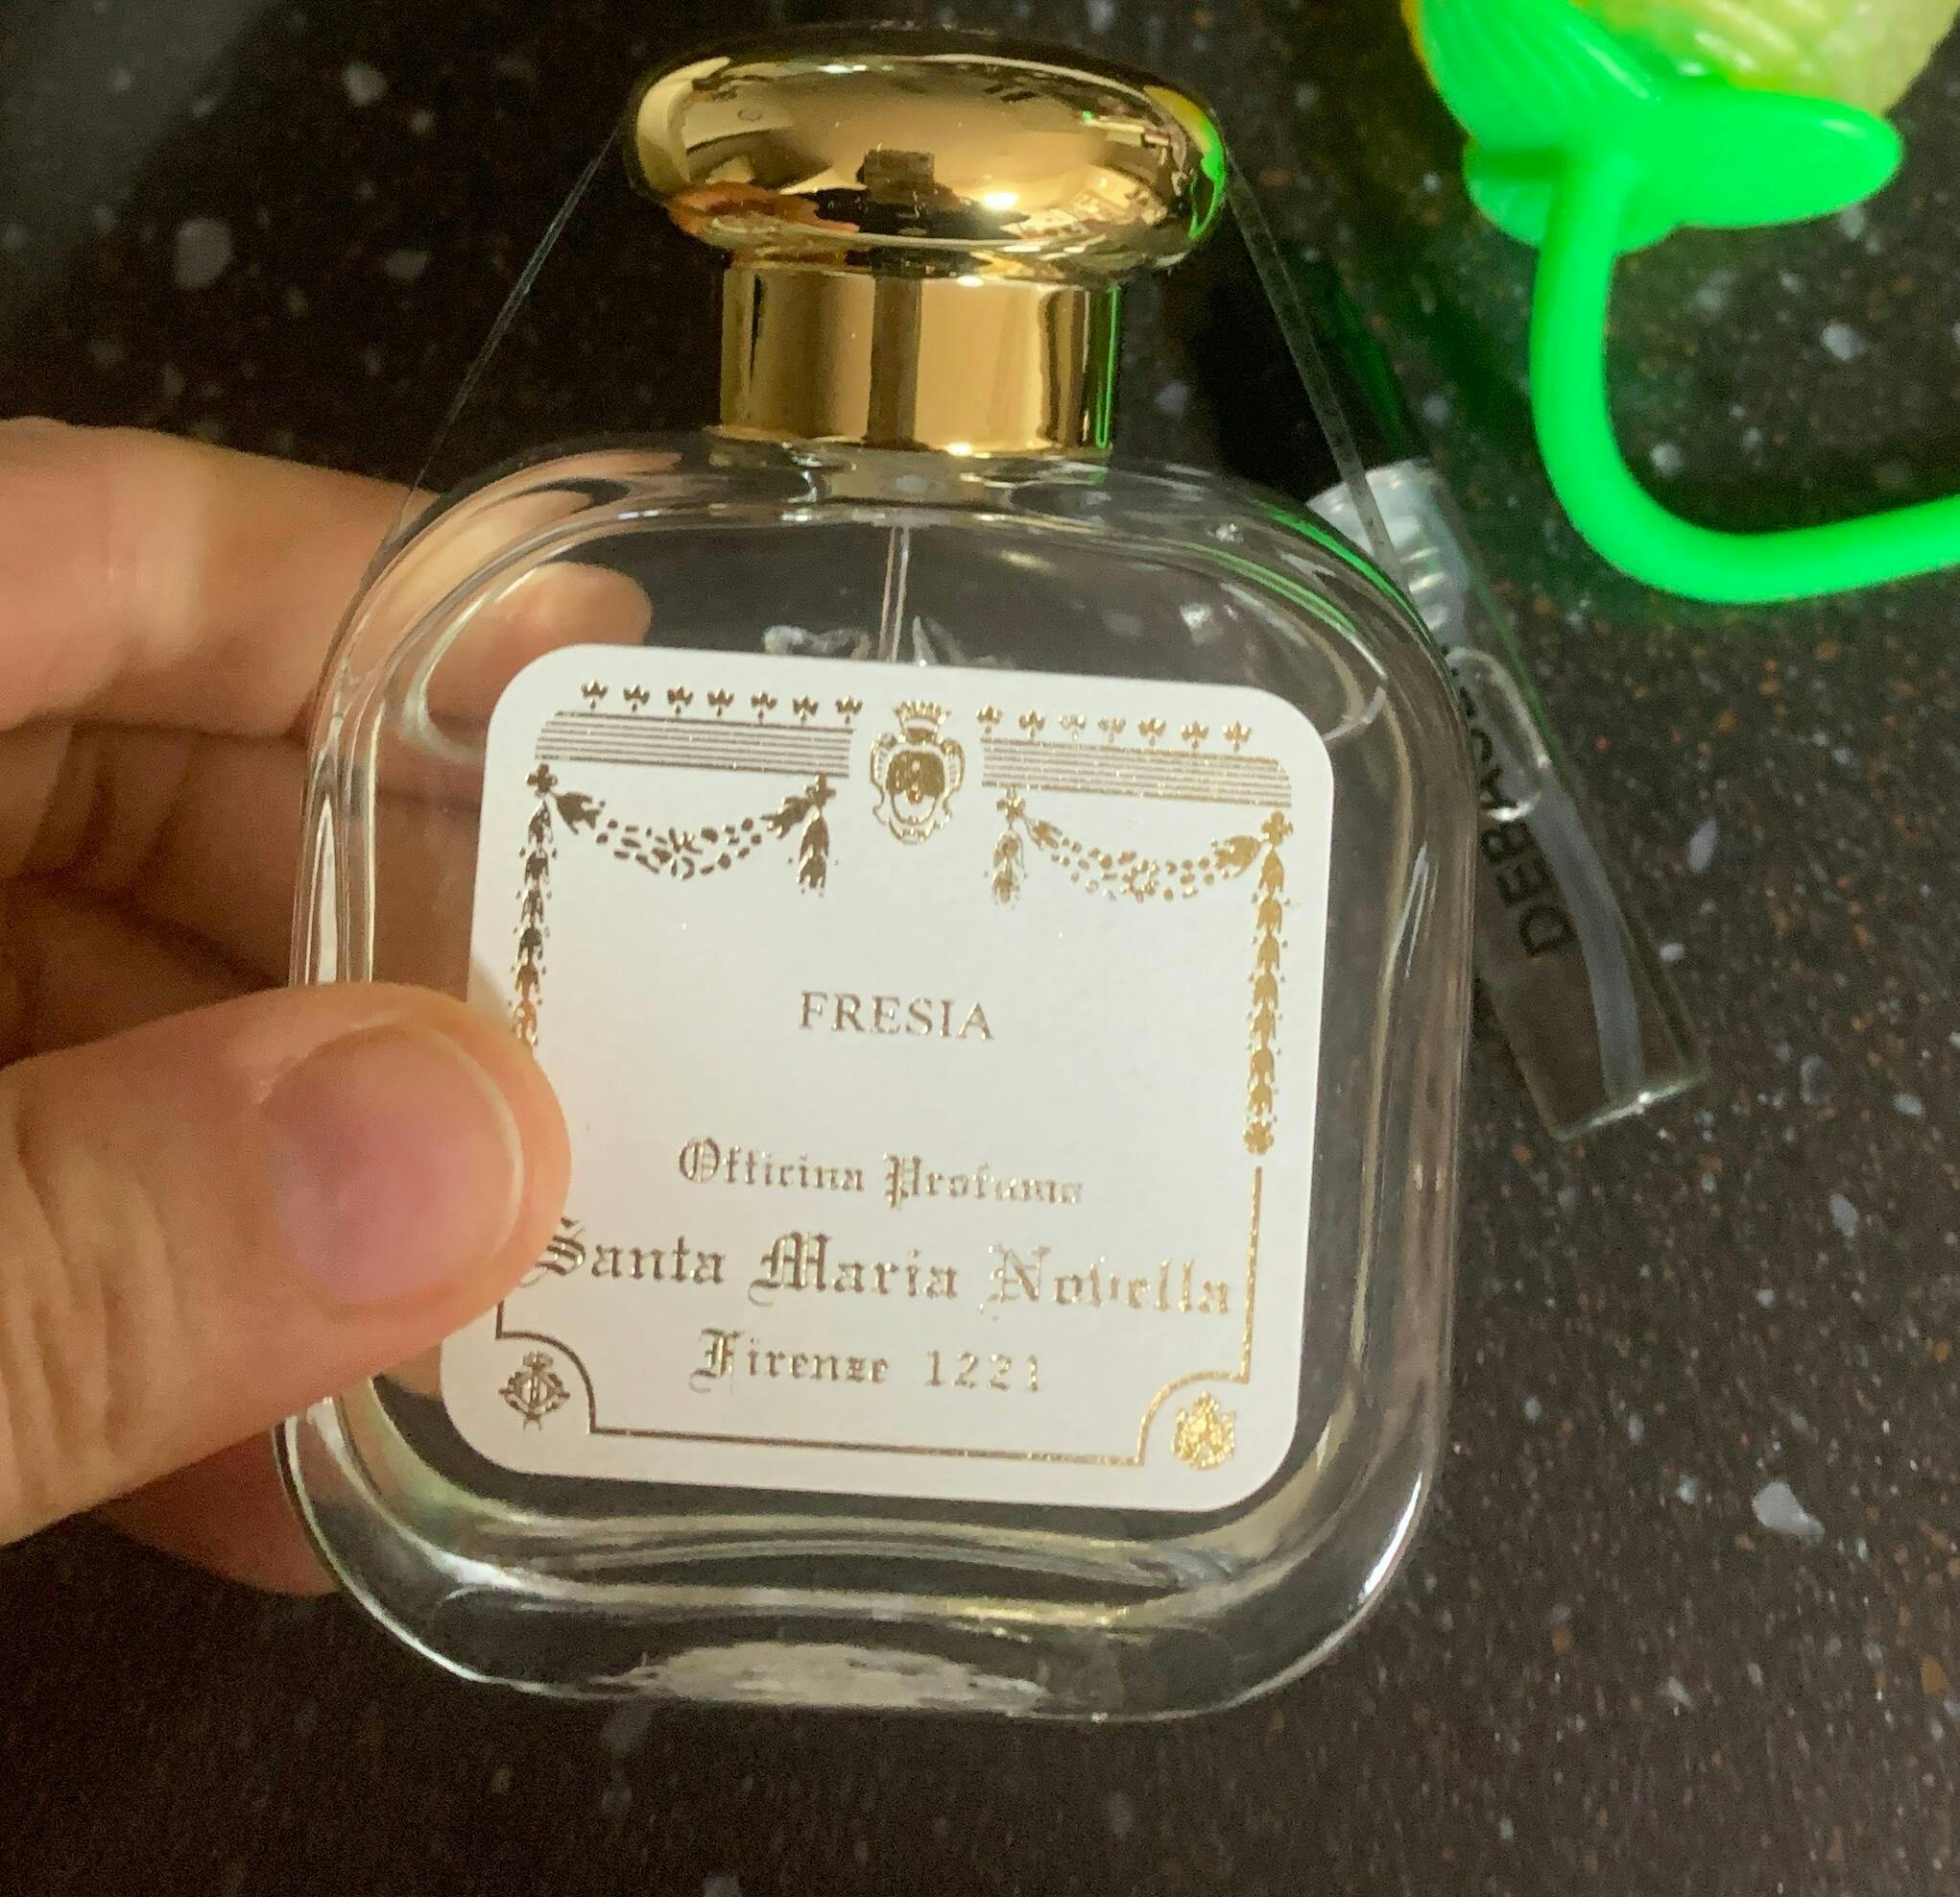 FRESIA
Officina Profumo
Santa Maria Novella
Firenze 1221